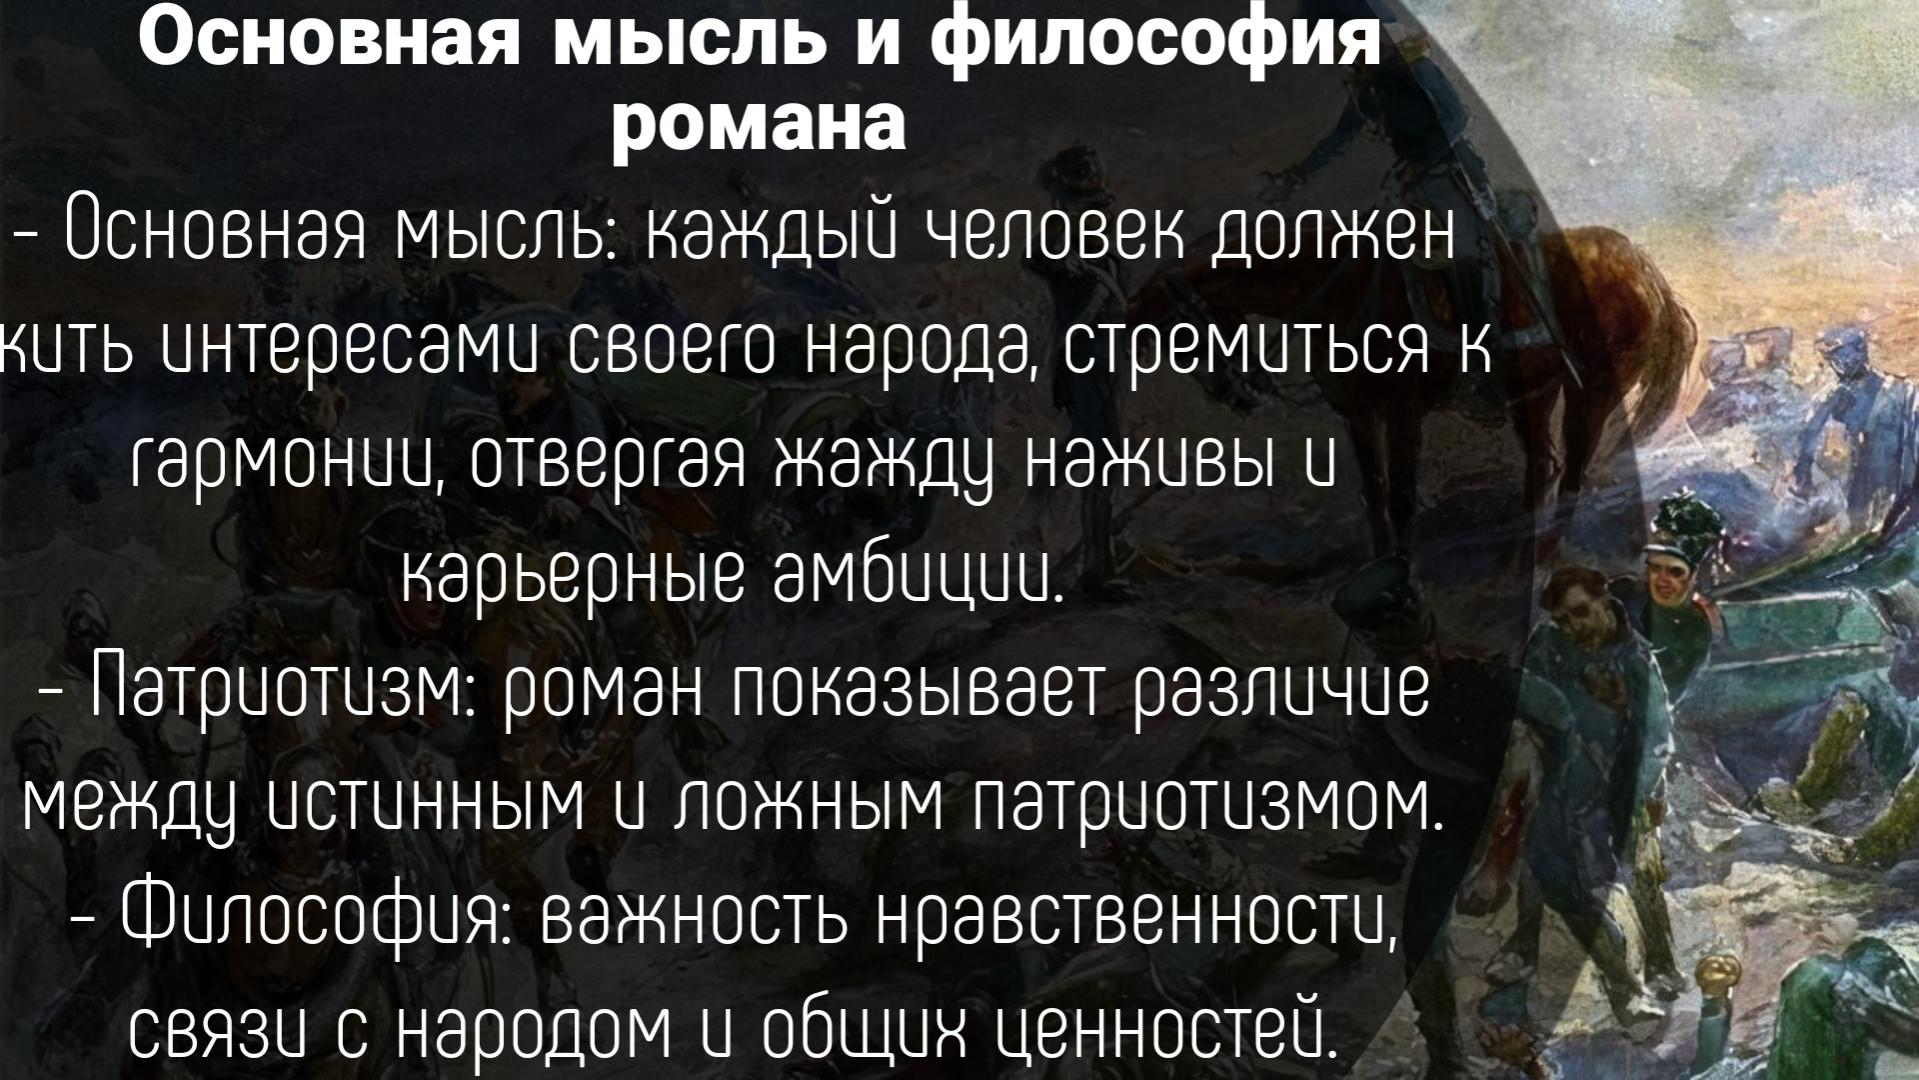 Основная мысль и философия
романа
- Основная мысль: каждый человек должен
жить интересами своего народа, стремиться к
гармонии, отвергая жажду наживы и
карьерные амбиции.
- Патриотизм: роман показывает различие
между истинным и ложным патриотизмом.
- Философия: важность нравственности,
связи с народом и общих ценностей.